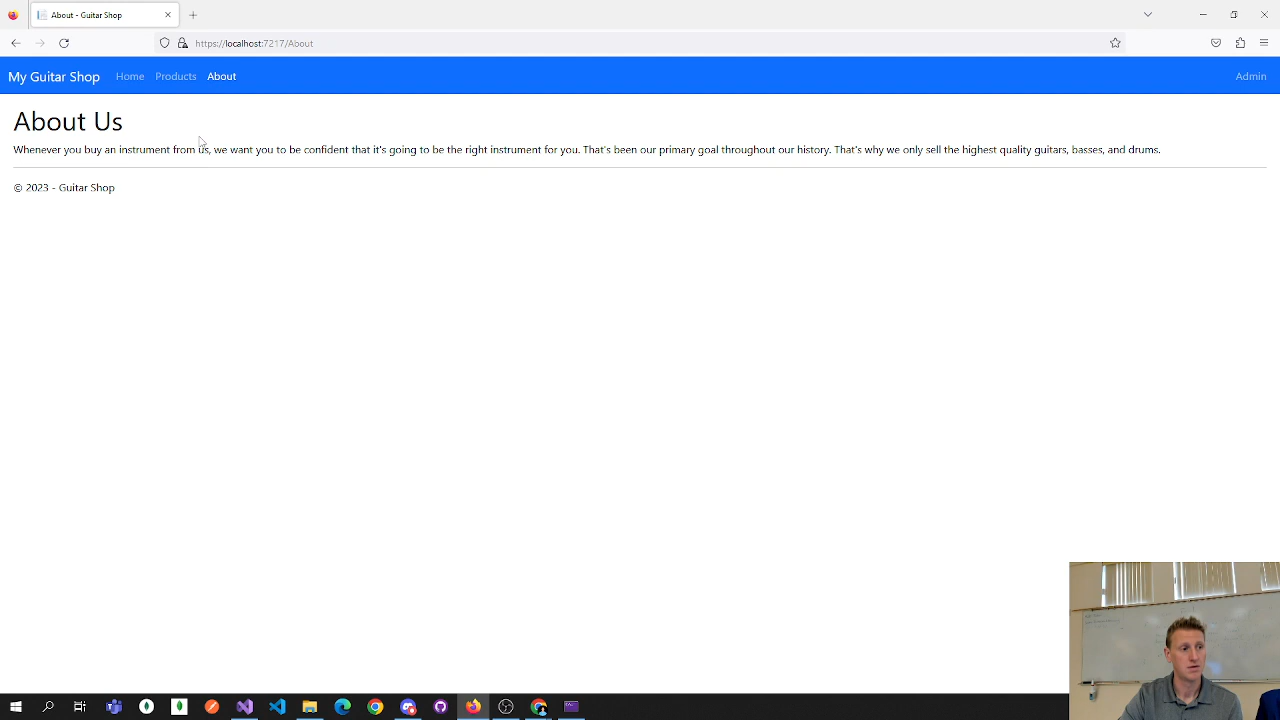 About - Guitar Shop
https://localhost:7217/About
My Guitar Shop Home Products About Admin
About Us
Whenever you buy an instrument from us, we want you to be confident that it's going to be the right instrument for you. That's been our primary goal throughout our history. That's why we only sell the highest quality guitars, basses, and drums.
© 2023 - Guitar Shop